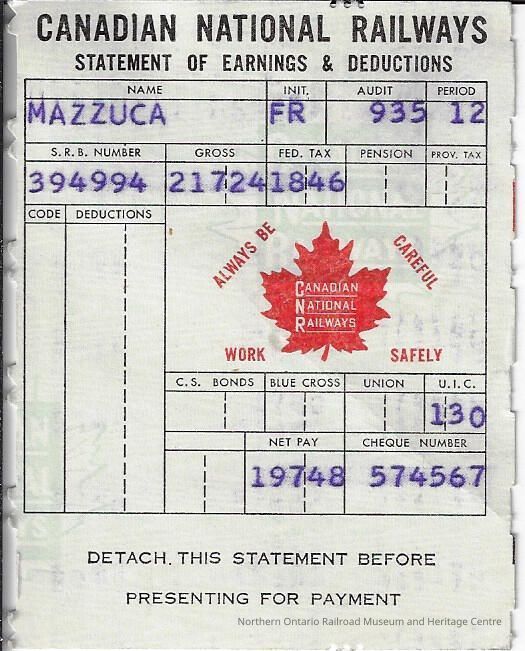 CANADIAN NATIONAL RAILWAYS
STATEMENT OF EARNINGS & DEDUCTIONS
NAME INIT. AUDIT PERIOD
MAZZUCA FR 935 12
S.R.B. NUMBER GROSS FED. TAX PENSION PROV. TAX
394994 21724 1846
CODE DEDUCTIONS
ALWAYS BE CAREFUL
CANADIAN
NATIONAL
RAILWAYS
WORK SAFELY
C.S. BONDS BLUE CROSS UNION U.I.C.
130
NET PAY CHEQUE NUMBER
19748 574567
DETACH THIS STATEMENT BEFORE
PRESENTING FOR PAYMENT
Northern Ontario Railroad Museum and Heritage Centre